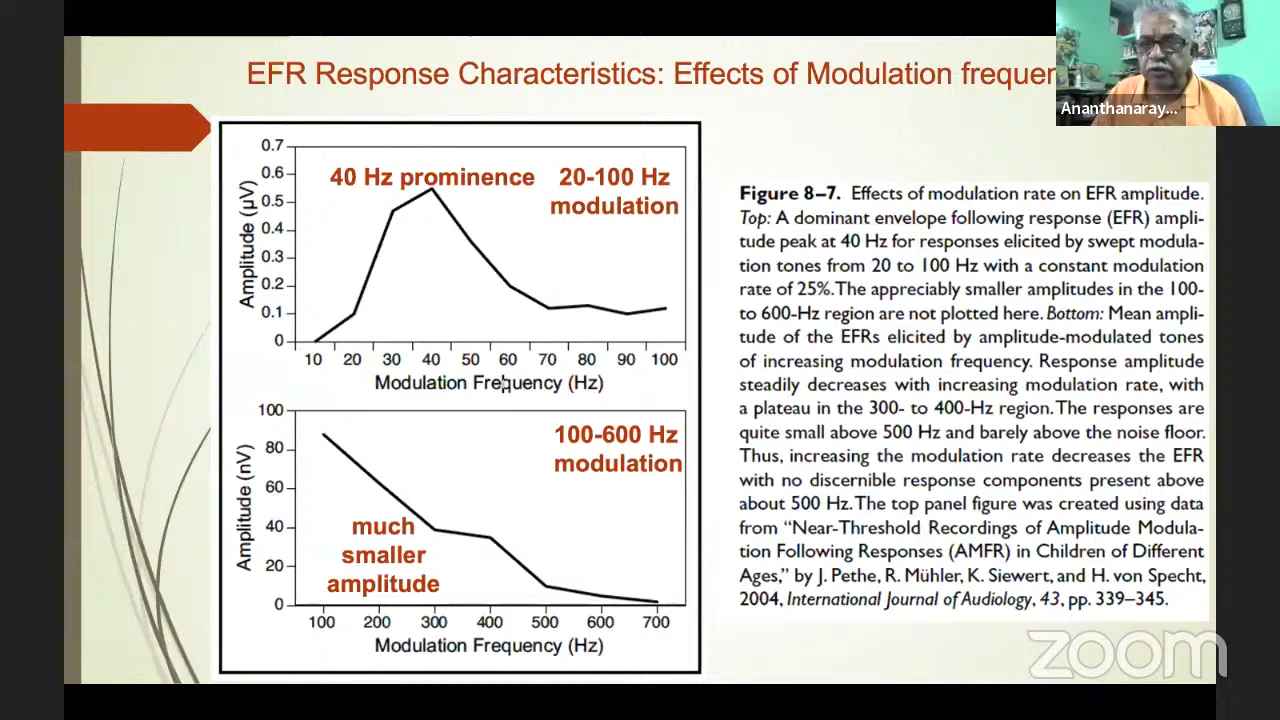 EFR Response Characteristics: Effects of Modulation frequen
Ananthanaray...
0.7
0.6
0.5
0.4
0.3
0.2
0.1
0
Amplitude (µV)
40 Hz prominence
20-100 Hz
modulation
10 20 30 40 50 60 70 80 90 100
Modulation Frequency (Hz)
100
80
60
40
20
0
Amplitude (nV)
100-600 Hz
modulation
much
smaller
amplitude
100 200 300 400 500 600 700
Modulation Frequency (Hz)
Figure 8–7. Effects of modulation rate on EFR amplitude.
Top: A dominant envelope following response (EFR) ampli-
tude peak at 40 Hz for responses elicited by swept modula-
tion tones from 20 to 100 Hz with a constant modulation
rate of 25%. The appreciably smaller amplitudes in the 100-
to 600-Hz region are not plotted here. Bottom: Mean ampli-
tude of the EFRs elicited by amplitude-modulated tones
of increasing modulation frequency. Response amplitude
steadily decreases with increasing modulation rate, with
a plateau in the 300- to 400-Hz region. The responses are
quite small above 500 Hz and barely above the noise floor.
Thus, increasing the modulation rate decreases the EFR
with no discernible response components present above
about 500 Hz. The top panel figure was created using data
from “Near-Threshold Recordings of Amplitude Modula-
tion Following Responses (AMFR) in Children of Different
Ages,” by J. Pethe, R. Mühler, K. Siewert, and H. von Specht,
2004, International Journal of Audiology, 43, pp. 339–345.
zoom